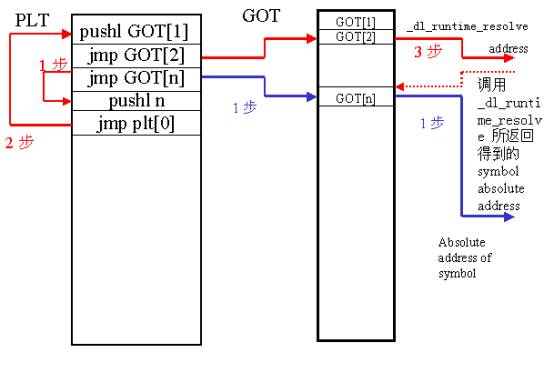 PLT
GOT
pushl GOT[1]
jmp GOT[2]
1 步
jmp GOT[n]
pushl n
jmp plt[0]
2 步
1 步
GOT[1]
GOT[2]
GOT[n]
_dl_runtime_resolve
3 步
address
1 步
调用
_dl_runti
me_resolv
e 所返回
得到的
symbol
absolute
address
Absolute
address of
symbol